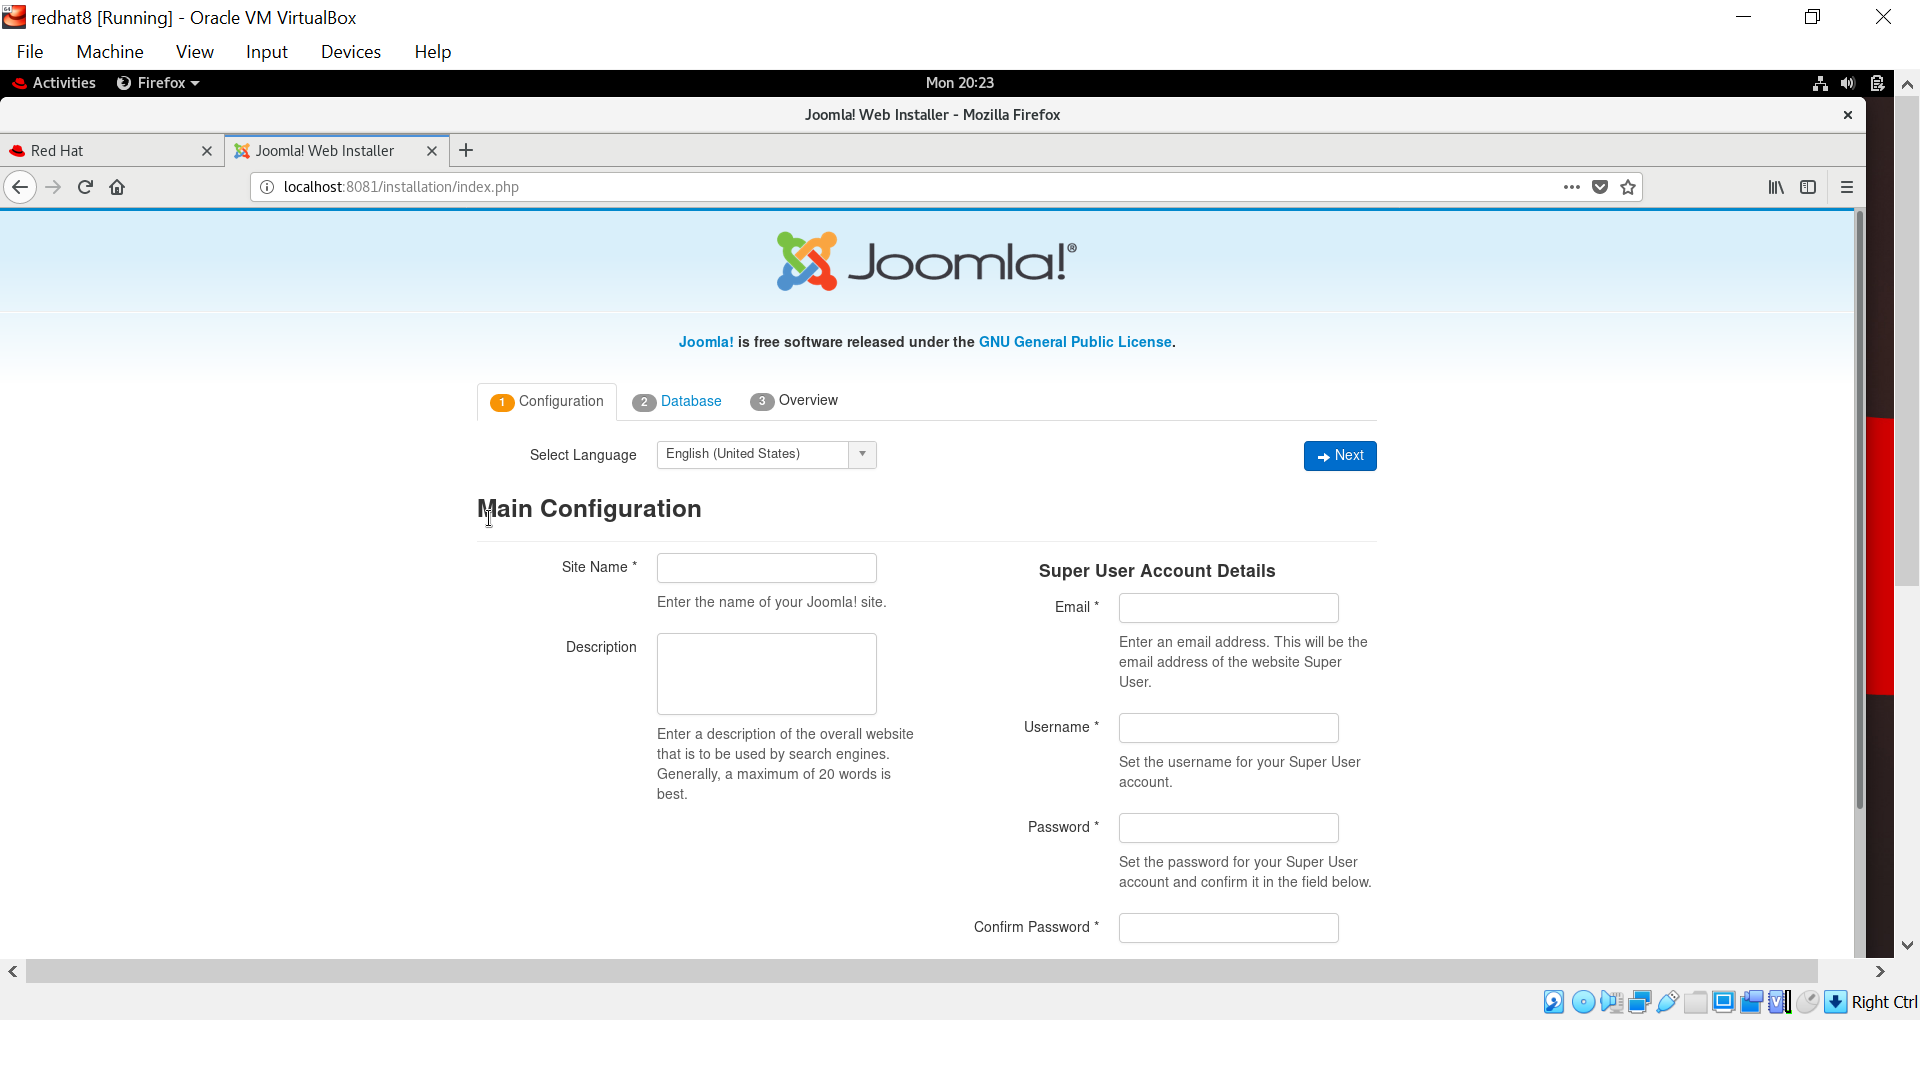 redhat8 [Running] - Oracle VM VirtualBox
File Machine View Input Devices Help
Activities Firefox Mon 20:23
Joomla! Web Installer - Mozilla Firefox
Red Hat Joomla! Web Installer
localhost:8081/installation/index.php
Joomla!®
Joomla! is free software released under the GNU General Public License.
1 Configuration 2 Database 3 Overview
Select Language English (United States) Next
Main Configuration
Site Name *
Enter the name of your Joomla! site.
Description
Enter a description of the overall website
that is to be used by search engines.
Generally, a maximum of 20 words is
best.
Super User Account Details
Email *
Enter an email address. This will be the
email address of the website Super
User.
Username *
Set the username for your Super User
account.
Password *
Set the password for your Super User
account and confirm it in the field below.
Confirm Password *
Right Ctrl